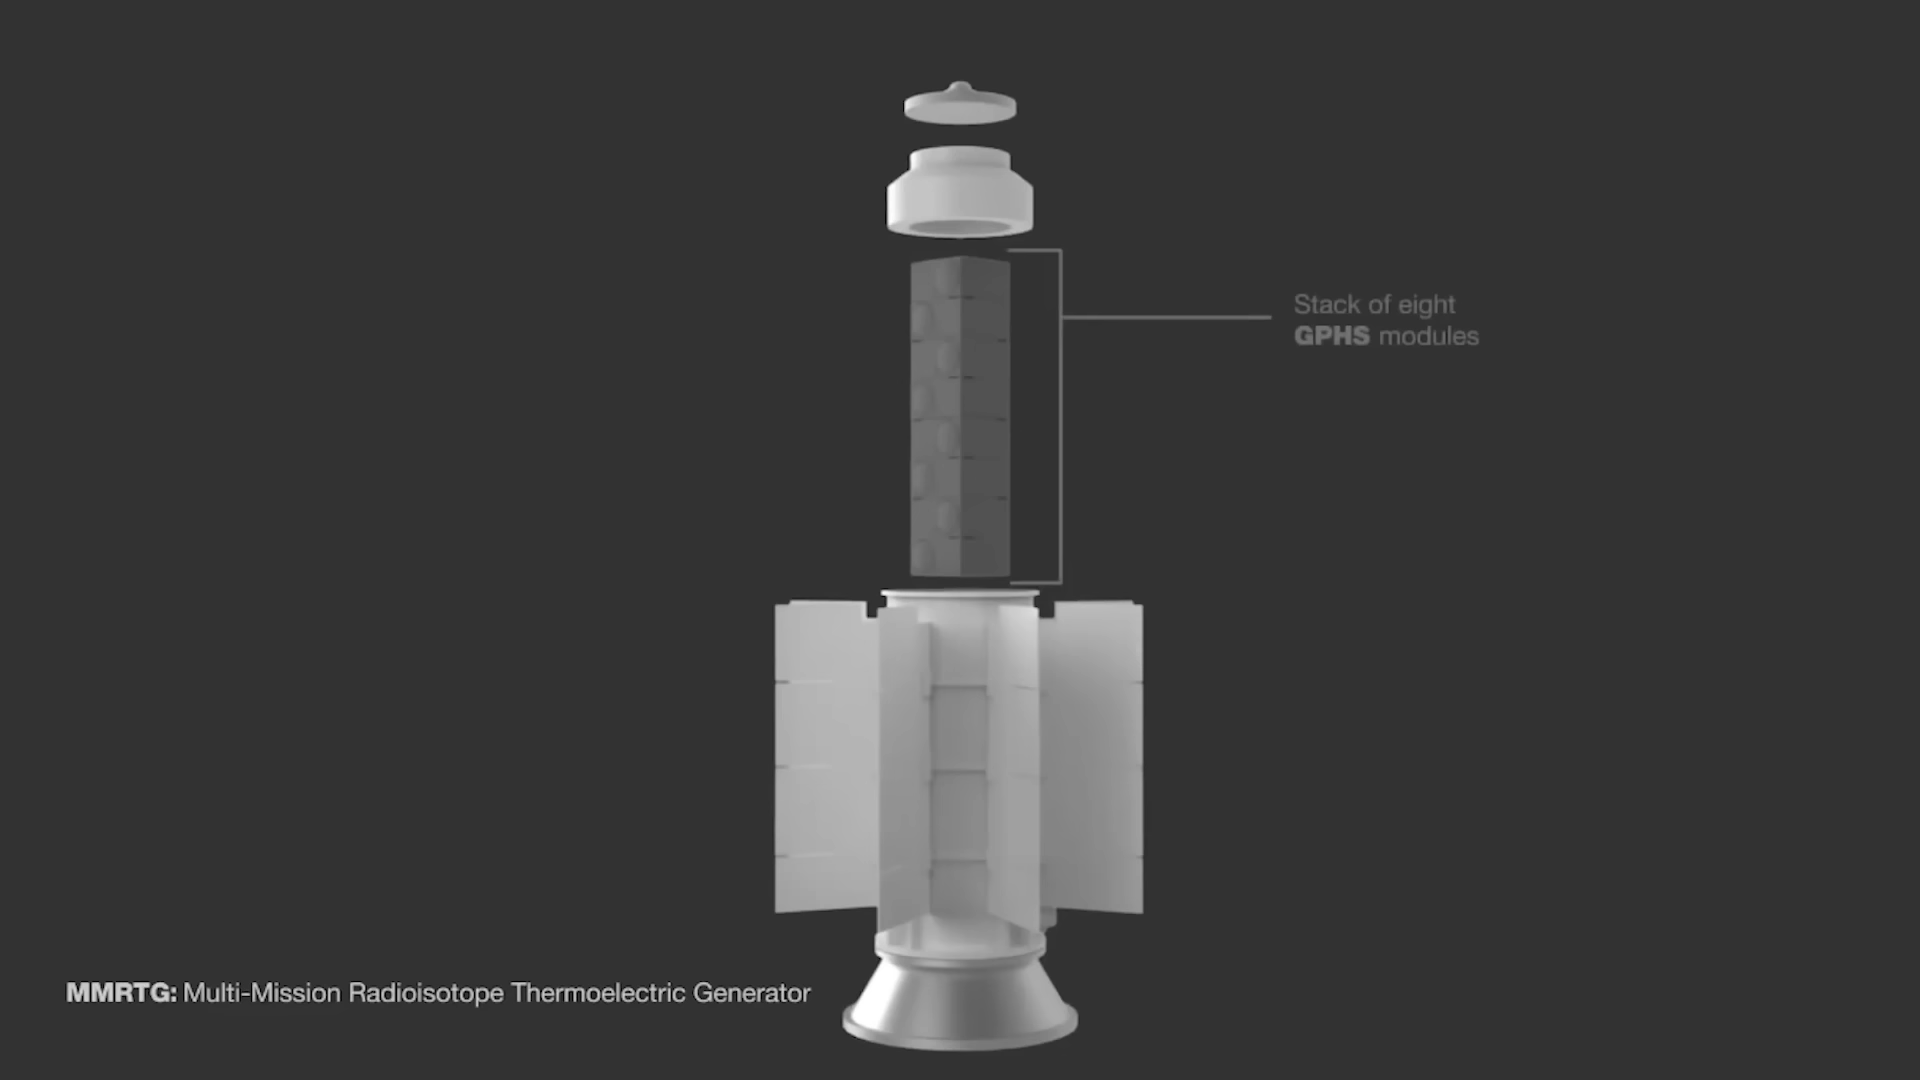 Stack of eight
GPHS modules
MMRTG: Multi-Mission Radioisotope Thermoelectric Generator